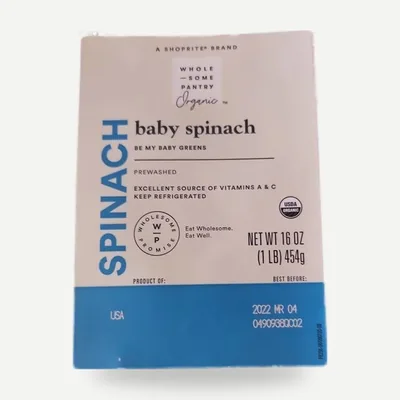 A SHOPRITE® BRAND
WHOLE
—SOME
PANTRY
Organic ™
SPINACH
baby spinach
BE MY BABY GREENS
PREWASHED
EXCELLENT SOURCE OF VITAMINS A & C
KEEP REFRIGERATED
USDA
ORGANIC
WHOLESOME PROMISE
W
P
Eat Wholesome.
Eat Well.
NET WT 16 OZ
(1 LB) 454g
PRODUCT OF:
BEST BEFORE:
USA
2022 MR 04